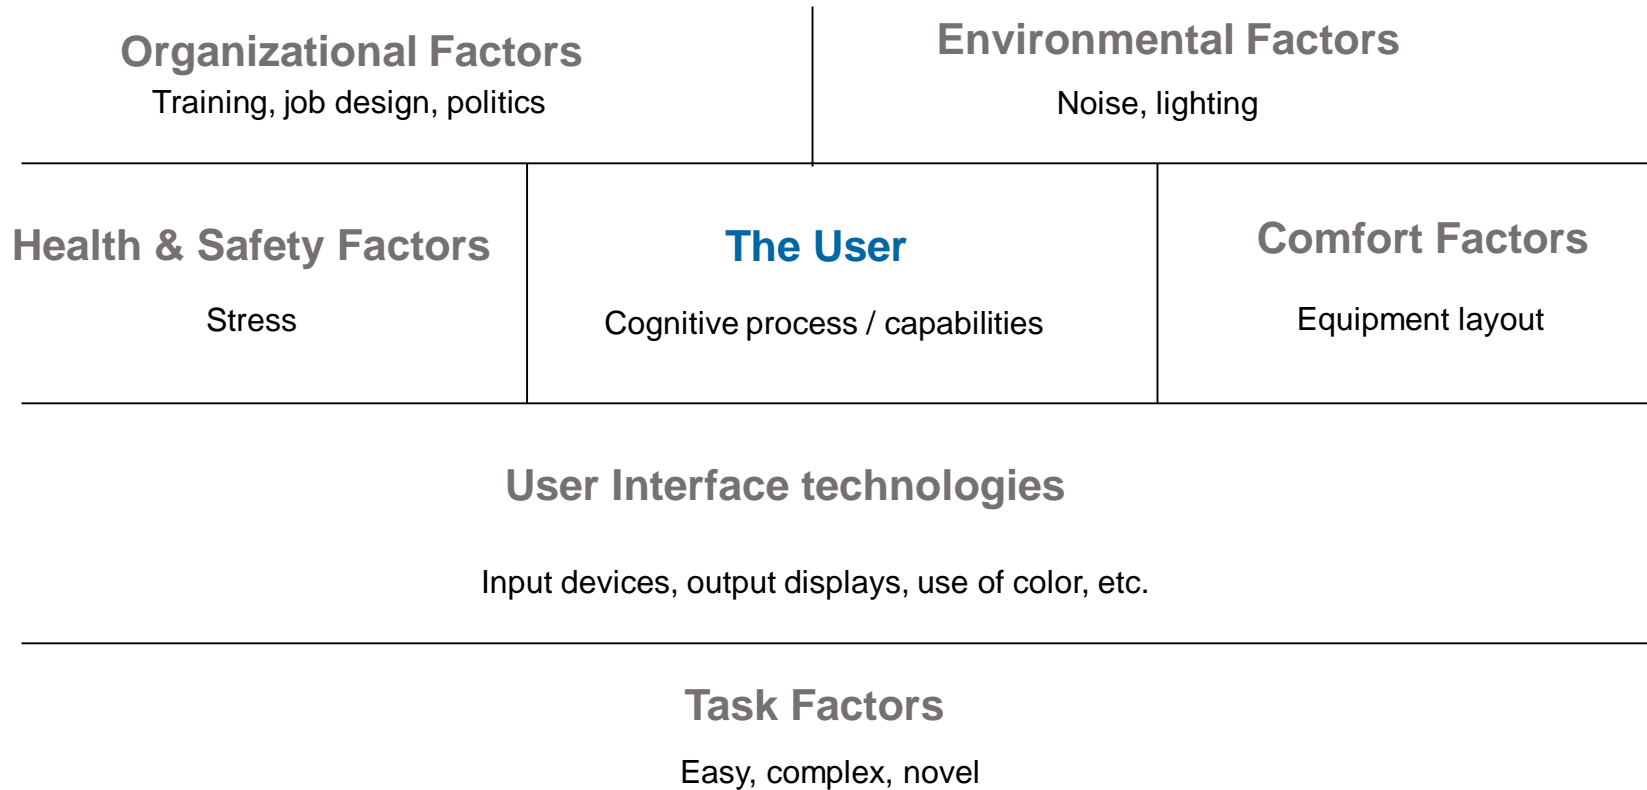 Organizational Factors
Training, job design, politics
Environmental Factors
Noise, lighting
Health & Safety Factors
Stress
The User
Cognitive process / capabilities
Comfort Factors
Equipment layout
User Interface technologies
Input devices, output displays, use of color, etc.
Task Factors
Easy, complex, novel